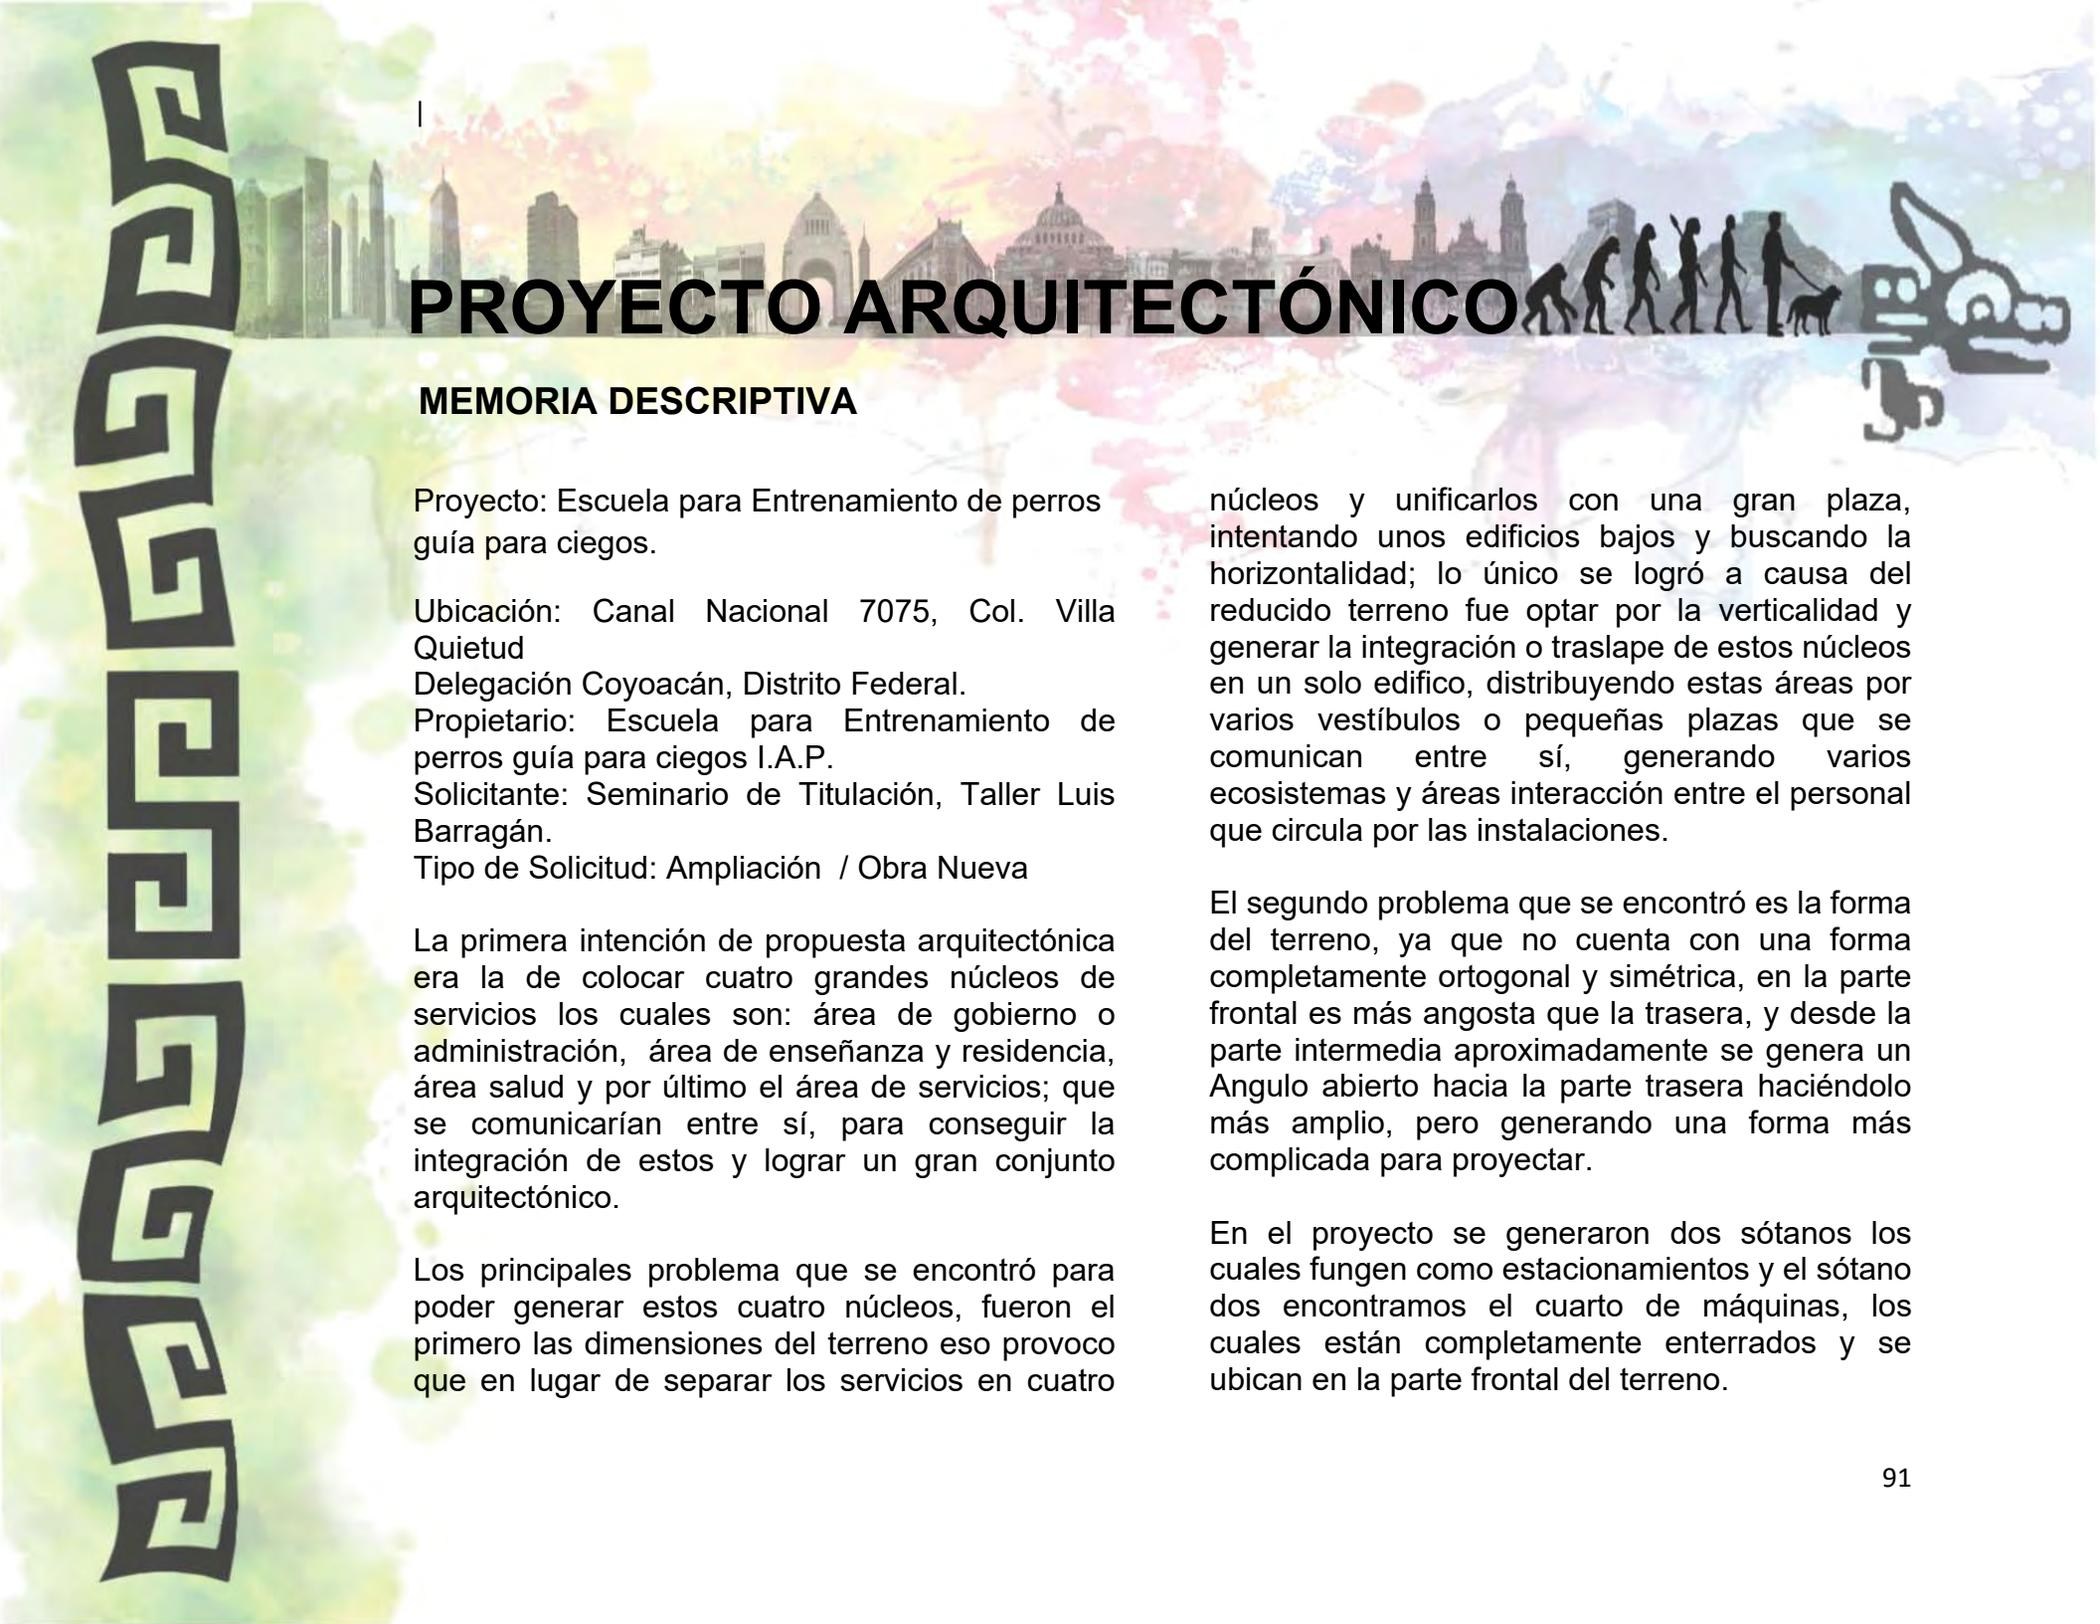 |
PROYECTO ARQUITECTÓNICO
MEMORIA DESCRIPTIVA
Proyecto: Escuela para Entrenamiento de perros
guía para ciegos.
Ubicación: Canal Nacional 7075, Col. Villa
Quietud
Delegación Coyoacán, Distrito Federal.
Propietario: Escuela para Entrenamiento de
perros guía para ciegos I.A.P.
Solicitante: Seminario de Titulación, Taller Luis
Barragán.
Tipo de Solicitud: Ampliación / Obra Nueva
La primera intención de propuesta arquitectónica
era la de colocar cuatro grandes núcleos de
servicios los cuales son: área de gobierno o
administración, área de enseñanza y residencia,
área salud y por último el área de servicios; que
se comunicarían entre sí, para conseguir la
integración de estos y lograr un gran conjunto
arquitectónico.
Los principales problema que se encontró para
poder generar estos cuatro núcleos, fueron el
primero las dimensiones del terreno eso provoco
que en lugar de separar los servicios en cuatro
núcleos y unificarlos con una gran plaza,
intentando unos edificios bajos y buscando la
horizontalidad; lo único se logró a causa del
reducido terreno fue optar por la verticalidad y
generar la integración o traslape de estos núcleos
en un solo edifico, distribuyendo estas áreas por
varios vestíbulos o pequeñas plazas que se
comunican entre sí, generando varios
ecosistemas y áreas interacción entre el personal
que circula por las instalaciones.
El segundo problema que se encontró es la forma
del terreno, ya que no cuenta con una forma
completamente ortogonal y simétrica, en la parte
frontal es más angosta que la trasera, y desde la
parte intermedia aproximadamente se genera un
Angulo abierto hacia la parte trasera haciéndolo
más amplio, pero generando una forma más
complicada para proyectar.
En el proyecto se generaron dos sótanos los
cuales fungen como estacionamientos y el sótano
dos encontramos el cuarto de máquinas, los
cuales están completamente enterrados y se
ubican en la parte frontal del terreno.
91